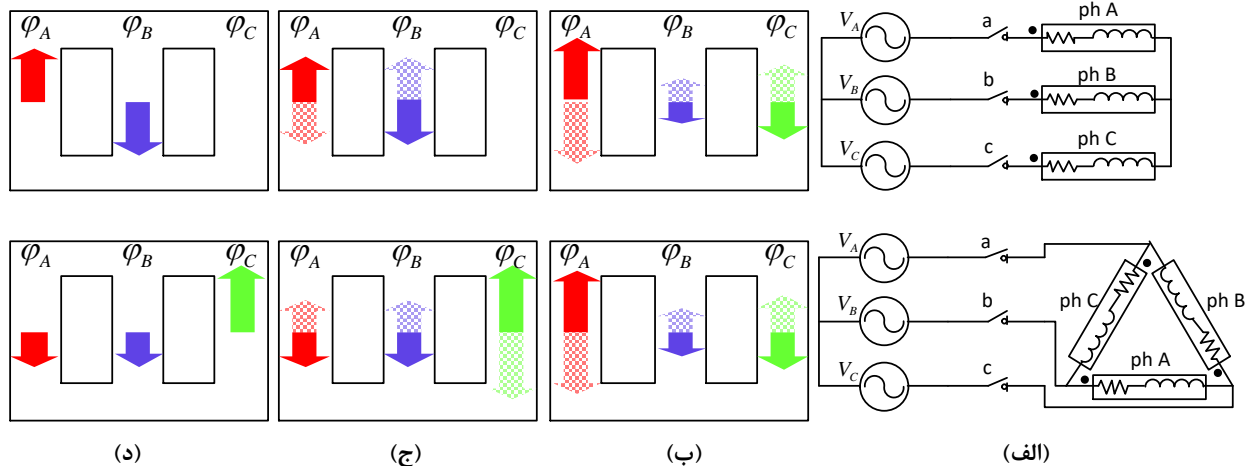 φA φB φC
φA φB φC
φA φB φC
VA a ph A
VB b ph B
VC c ph C
φA φB φC
φA φB φC
φA φB φC
VA a
VB b ph C ph B
VC c ph A
(د) (ج) (ب) (الف)